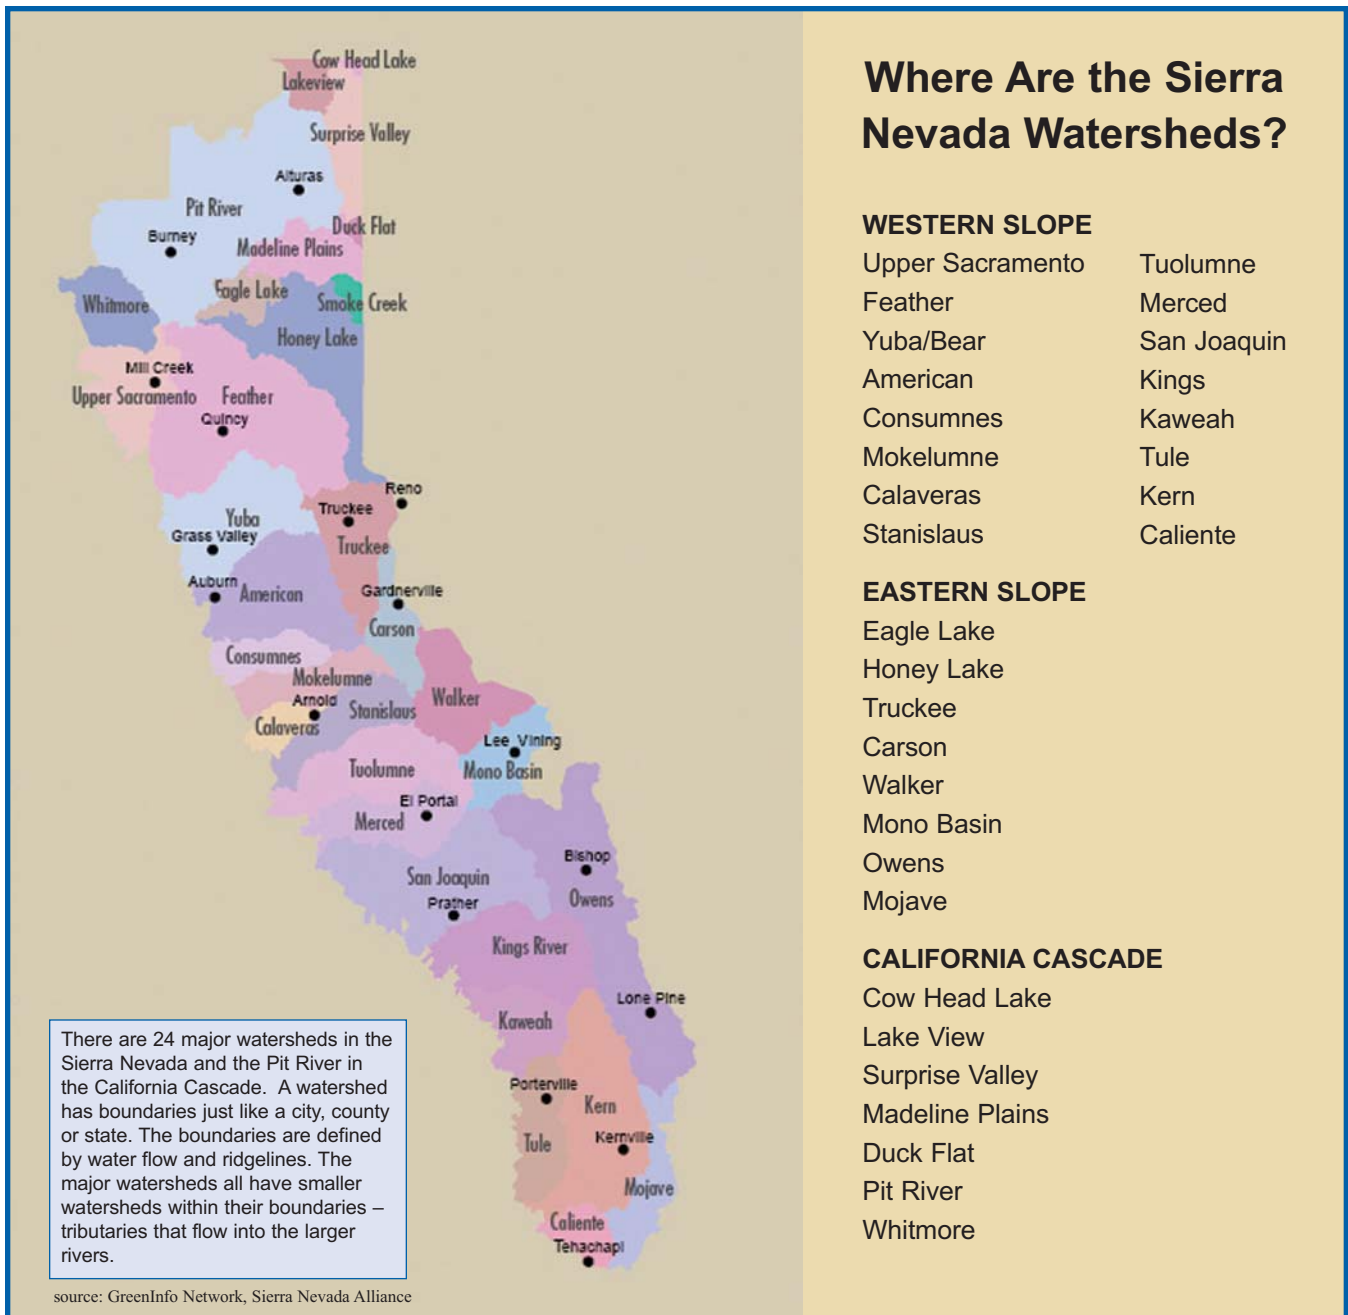 Cow Head Lake
Lakeview
Surprise Valley
Alturas
Pit River
Duck Flat
Burney
Madeline Plains
Eagle Lake
Whitmore
Smoke Creek
Honey Lake
Mill Creek
Upper Sacramento
Feather
Quincy
Reno
Truckee
Yuba
Grass Valley
Truckee
Auburn
American
Gardnerville
Carson
Consumnes
Mokelumne
Walker
Arnold
Stanislaus
Calaveras
Lee Vining
Tuolumne
Mono Basin
El Portal
Merced
Bishop
San Joaquin
Owens
Prather
Kings River
Lone Pine
Kaweah
Porterville
Kern
Kernville
Tule
Mojave
Caliente
Tehachapi
There are 24 major watersheds in the
Sierra Nevada and the Pit River in
the California Cascade.  A watershed
has boundaries just like a city, county
or state. The boundaries are defined
by water flow and ridgelines. The
major watersheds all have smaller
watersheds within their boundaries –
tributaries that flow into the larger
rivers.
source: GreenInfo Network, Sierra Nevada Alliance
Where Are the Sierra
Nevada Watersheds?
WESTERN SLOPE
Upper Sacramento
Feather
Yuba/Bear
American
Consumnes
Mokelumne
Calaveras
Stanislaus
Tuolumne
Merced
San Joaquin
Kings
Kaweah
Tule
Kern
Caliente
EASTERN SLOPE
Eagle Lake
Honey Lake
Truckee
Carson
Walker
Mono Basin
Owens
Mojave
CALIFORNIA CASCADE
Cow Head Lake
Lake View
Surprise Valley
Madeline Plains
Duck Flat
Pit River
Whitmore